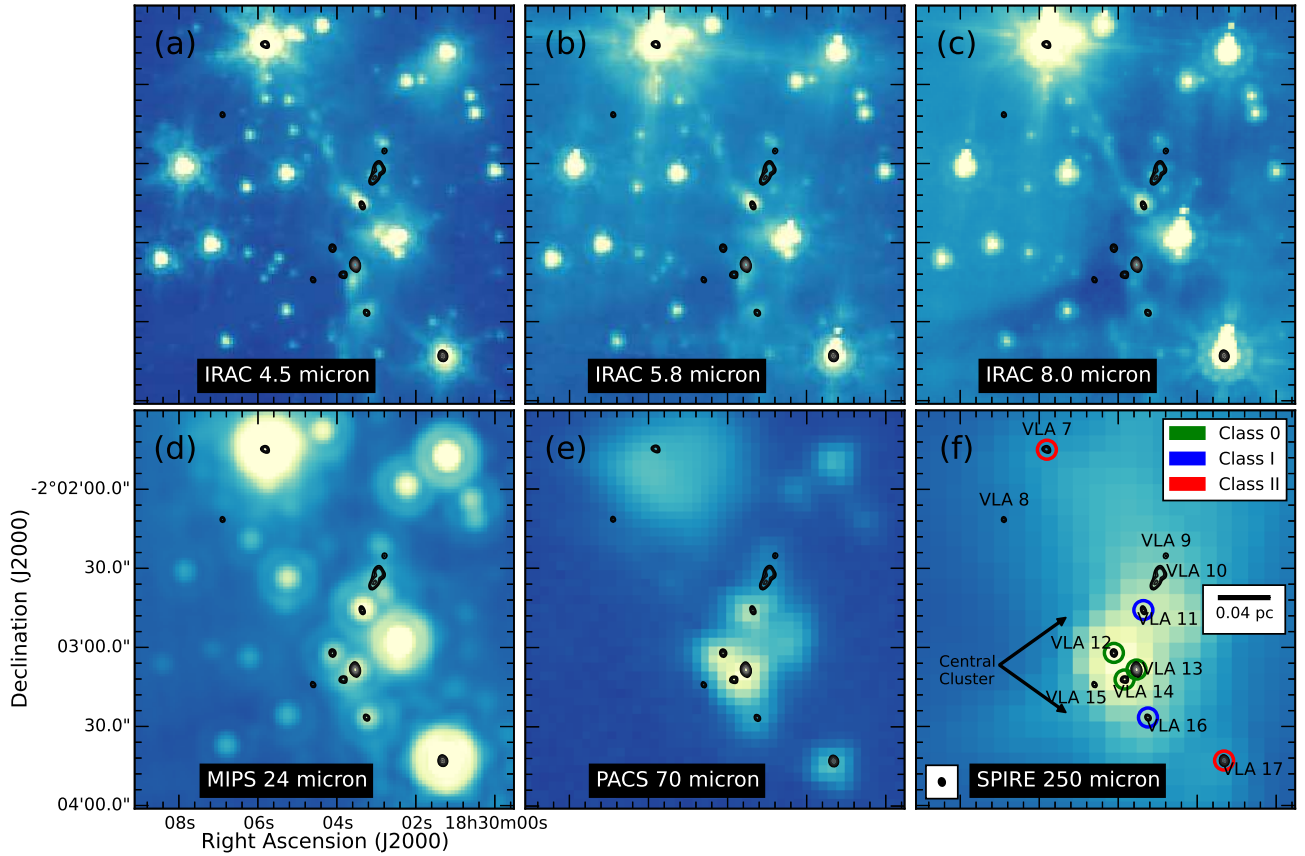 (a)
IRAC 4.5 micron
(b)
IRAC 5.8 micron
(c)
IRAC 8.0 micron
Declination (J2000)
-2°02'00.0"
30.0"
03'00.0"
30.0"
04'00.0"
(d)
MIPS 24 micron
08s
06s
04s
02s
18h30m00s
Right Ascension (J2000)
(e)
PACS 70 micron
(f)
Class 0
Class I
Class II
VLA 7
VLA 8
VLA 9
VLA 10
0.04 pc
VLA 11
VLA 12
Central
Cluster
VLA 13
VLA 14
VLA 15
VLA 16
VLA 17
SPIRE 250 micron